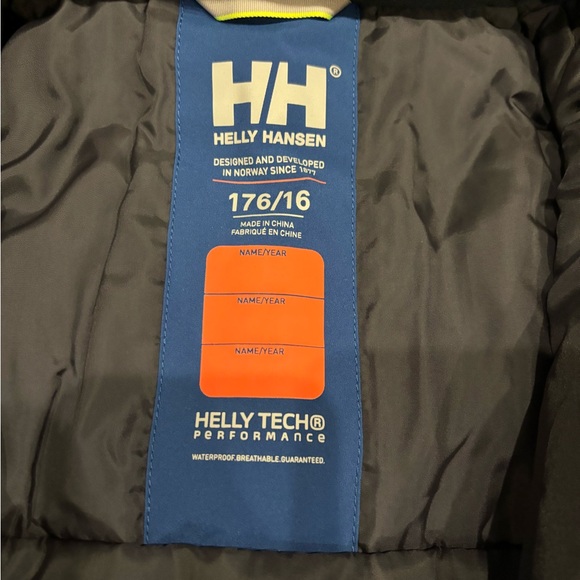 HH®
HELLY HANSEN
DESIGNED AND DEVELOPED
IN NORWAY SINCE 1877
176/16
MADE IN CHINA
FABRIQUÉ EN CHINE
NAME/YEAR
NAME/YEAR
NAME/YEAR
HELLY TECH®
PERFORMANCE
WATERPROOF.BREATHABLE.GUARANTEED.